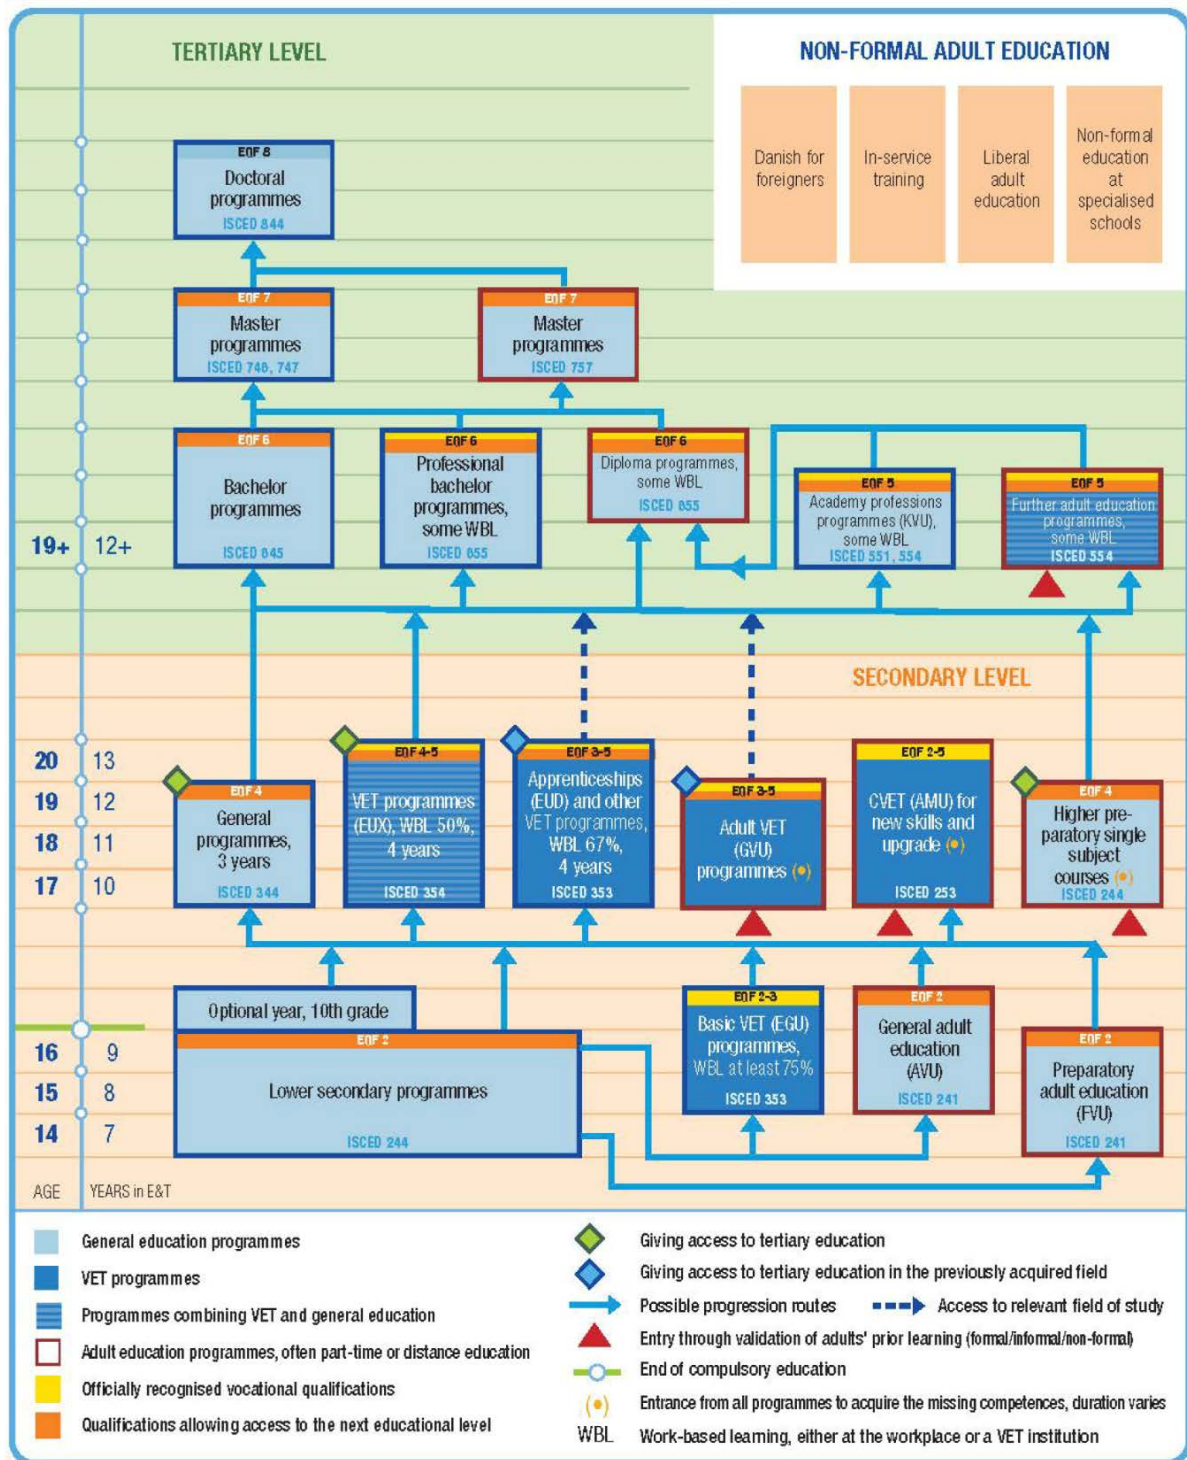 TERTIARY LEVEL
NON-FORMAL ADULT EDUCATION
Danish for
foreigners
In-service
training
Liberal
adult
education
Non-formal
education
at
specialised
schools
EQF 8
Doctoral
programmes
ISCED 844
EQF 7
Master
programmes
ISCED 746, 747
EQF 7
Master
programmes
ISCED 757
EQF 6
Bachelor
programmes
ISCED 645
EQF 6
Professional
bachelor
programmes,
some WBL
ISCED 655
EQF 6
Diploma programmes,
some WBL
ISCED 655
EQF 5
Academy professions
programmes (KVU),
some WBL
ISCED 551, 554
EQF 5
Further adult education
programmes,
some WBL
ISCED 554
19+ 12+
SECONDARY LEVEL
20 13
19 12
18 11
17 10
EQF 4
General
programmes,
3 years
ISCED 344
EQF 4-5
VET programmes
(EUX), WBL 50%,
4 years
ISCED 354
EQF 3-5
Apprenticeships
(EUD) and other
VET programmes,
WBL 67%,
4 years
ISCED 353
EQF 3-5
Adult VET
(GVU)
programmes (•)
EQF 2-5
CVET (AMU) for
new skills and
upgrade (•)
ISCED 253
EQF 4
Higher pre-
paratory single
subject
courses (•)
ISCED 244
Optional year, 10th grade
EQF 2
Lower secondary programmes
ISCED 244
EQF 2-3
Basic VET (EGU)
programmes,
WBL at least 75%
ISCED 353
EQF 2
General adult
education
(AVU)
ISCED 241
EQF 2
Preparatory
adult education
(FVU)
ISCED 241
16 9
15 8
14 7
AGE YEARS in E&T
General education programmes
VET programmes
Programmes combining VET and general education
Adult education programmes, often part-time or distance education
Officially recognised vocational qualifications
Qualifications allowing access to the next educational level
Giving access to tertiary education
Giving access to tertiary education in the previously acquired field
Possible progression routes
Access to relevant field of study
Entry through validation of adults' prior learning (formal/informal/non-formal)
End of compulsory education
(•) Entrance from all programmes to acquire the missing competences, duration varies
WBL Work-based learning, either at the workplace or a VET institution